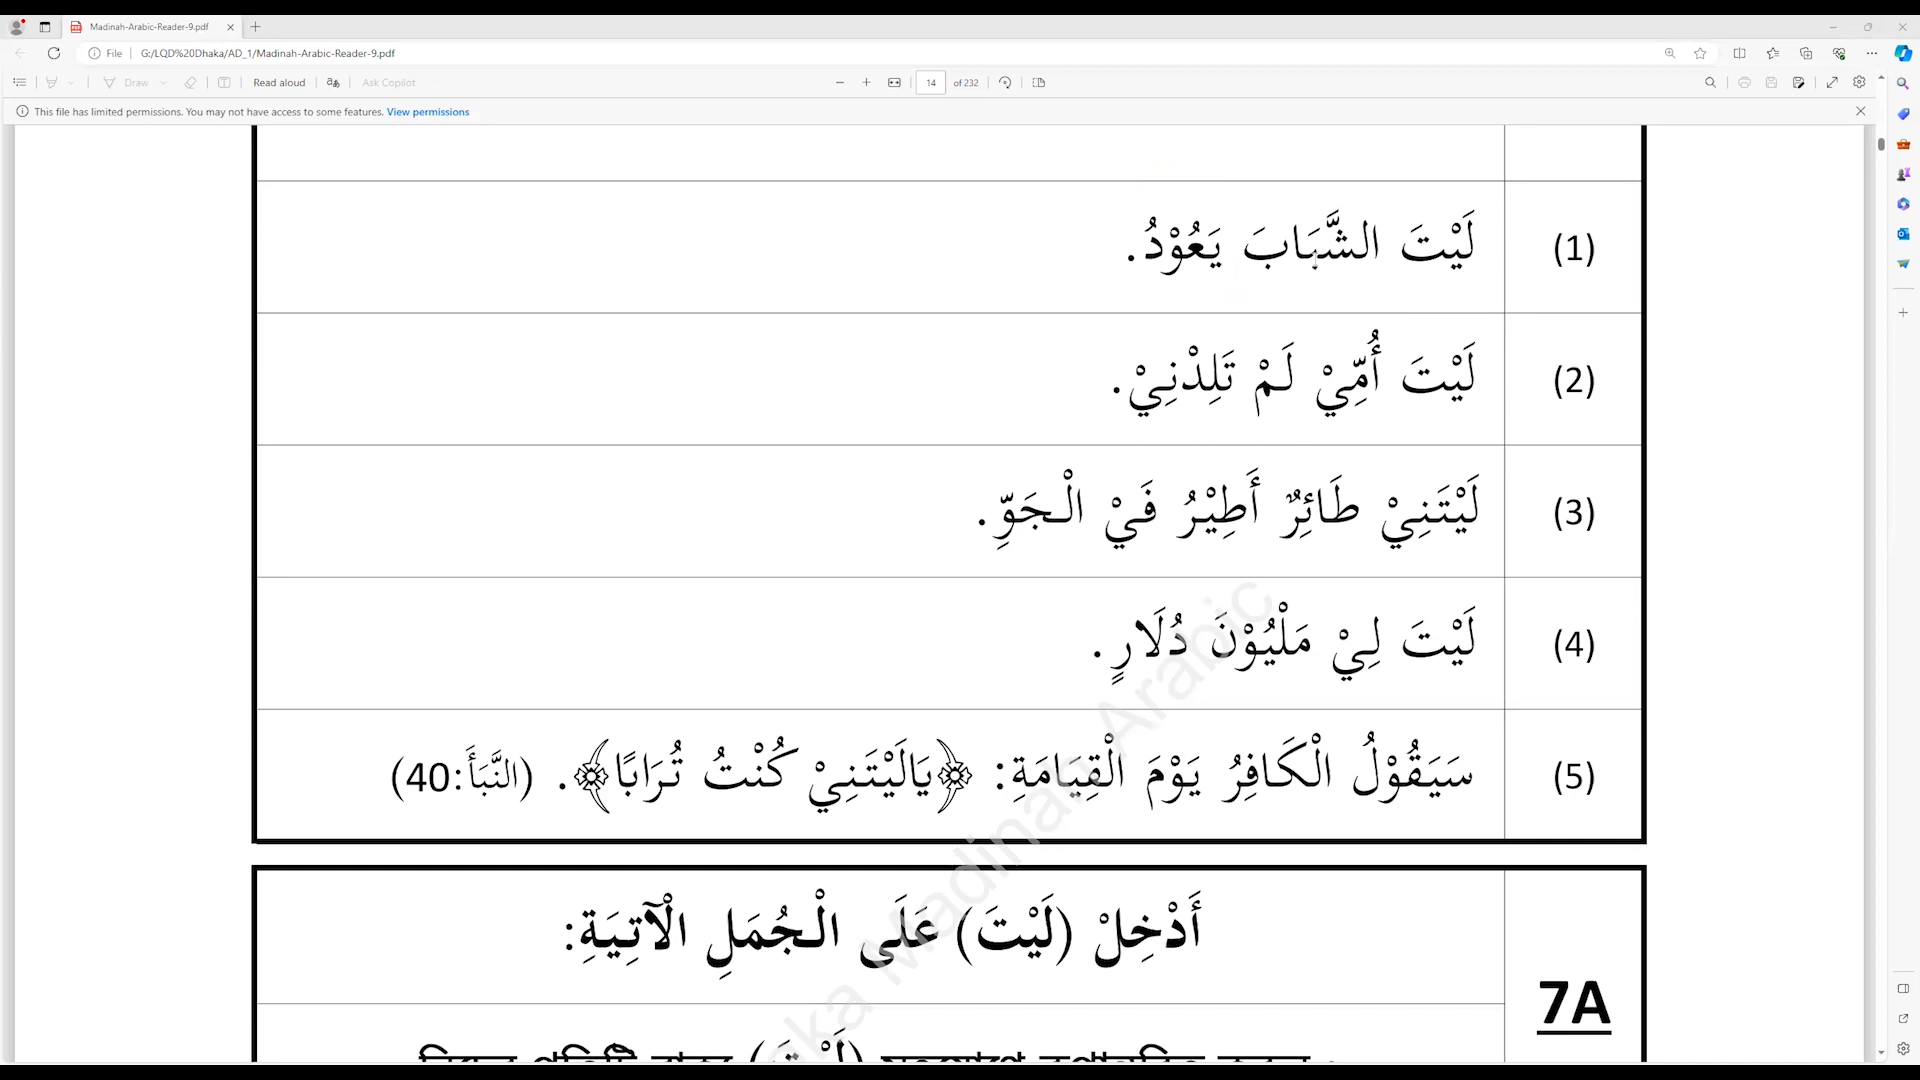 Madinah-Arabic-Reader-9.pdf
File
G:/LQD%20Dhaka/AD_1/Madinah-Arabic-Reader-9.pdf
Draw
Read aloud
Ask Copilot
14 of 232
This file has limited permissions. You may not have access to some features. View permissions
(1) لَيْتَ الشَّبَابَ يَعُوْدُ.
(2) لَيْتَ أُمِّيْ لَمْ تَلِدْنِيْ.
(3) لَيْتَنِيْ طَائِرٌ أَطِيْرُ فَيْ الْجَوِّ.
(4) لَيْتَ لِيْ مَلْيُوْنَ دُلَارٍ.
(5) سَيَقُوْلُ الْكَافِرُ يَوْمَ الْقِيَامَةِ: ﴿يَالَيْتَنِيْ كُنْتُ تُرَابًا﴾. (النَّبَأَ:40)
أَدْخِلْ (لَيْتَ) عَلَى الْجُمَلِ الْآتِيَةِ:
7A
Madinah Arabic